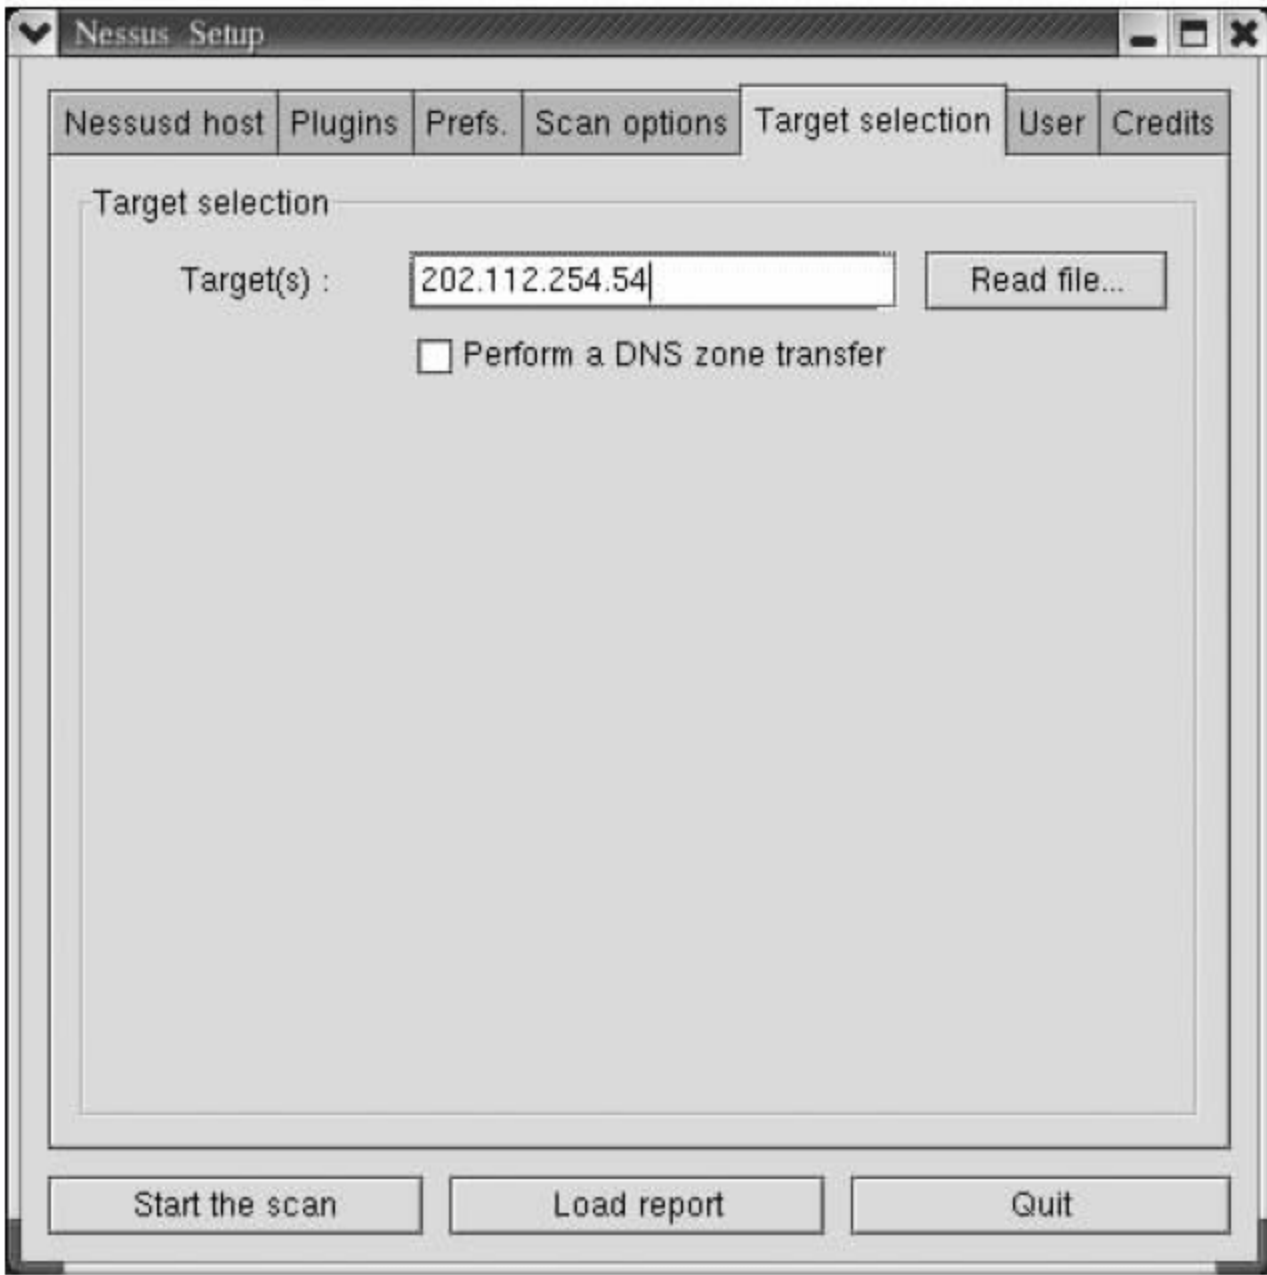 Nessus Setup
Nessusd host Plugins Prefs. Scan options Target selection User Credits
Target selection
Target(s) : 202.112.254.54 Read file...
Perform a DNS zone transfer
Start the scan Load report Quit